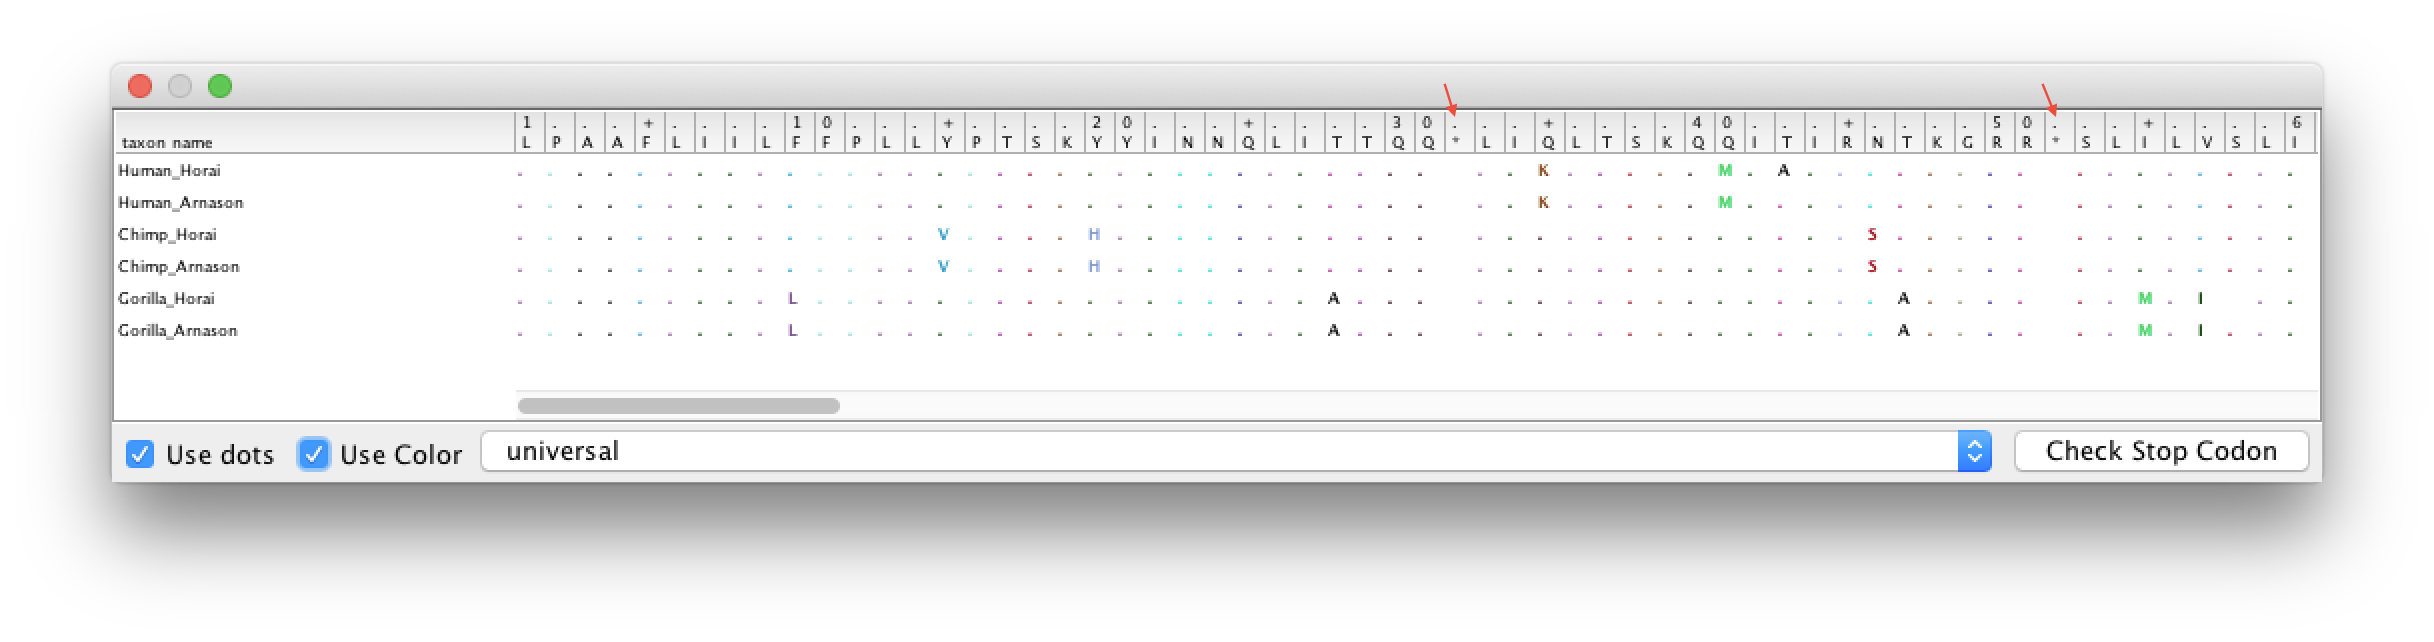 1 . . . + . . . . 1 0 . . . + . . . . 2 0 . . . + . . . . 3 0 . . . + . . . . 4 0 . . . + . . . . 5 0 . . . + . . . . 6
taxon name L P A A F L I I L F F P L L Y P T S K Y Y I N N Q L I T T Q Q * L I Q L T S K Q Q I T I R N T K G R R * S L I L V S L I
Human_Horai . . . . . . . . . . . . . . . . . . . . . . . . . . . . . . . . . K . . . . . M . A . . . . . . . . . . . . . . . .
Human_Arnason . . . . . . . . . . . . . . . . . . . . . . . . . . . . . . . . . K . . . . . M . . . . . . . . . . . . . . . . . .
Chimp_Horai . . . . . . . . . . . . . . V . . . . H . . . . . . . . . . . . . . . . . . . . . . . . S . . . . . . . . . . . . .
Chimp_Arnason . . . . . . . . . . . . . . V . . . . H . . . . . . . . . . . . . . . . . . . . . . . . S . . . . . . . . . . . . .
Gorilla_Horai . . . . . . . . . L . . . . . . . . . . . . . . . . . A . . . . . . . . . . . . . . . . . A . . . . . . M . I . .
Gorilla_Arnason . . . . . . . . . L . . . . . . . . . . . . . . . . . A . . . . . . . . . . . . . . . . . A . . . . . . M . I . . .
Use dots Use Color universal Check Stop Codon